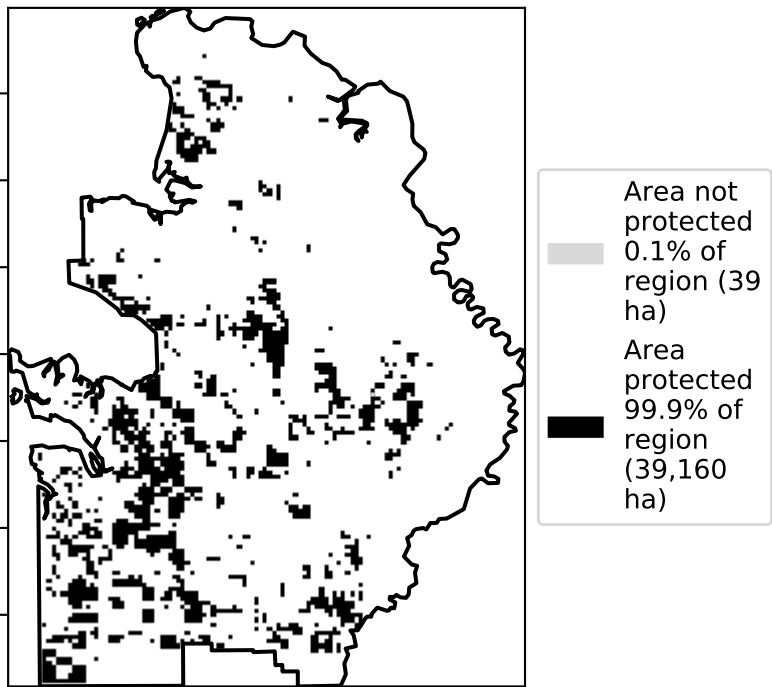 Area not
protected
0.1% of
region (39
ha)
Area
protected
99.9% of
region
(39,160
ha)